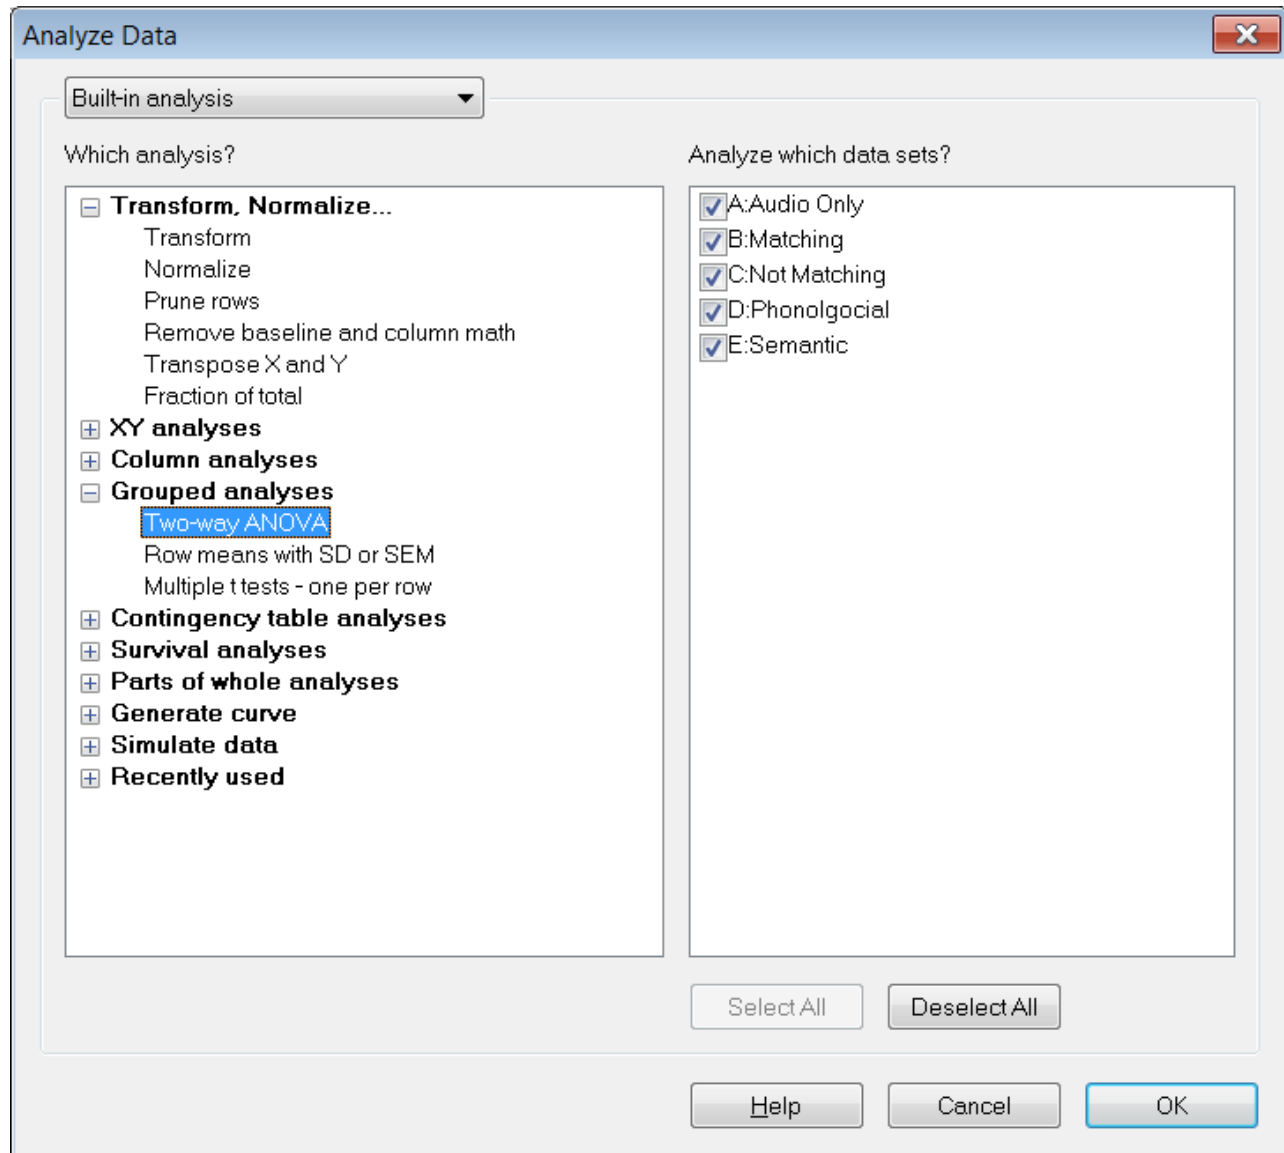 Analyze Data
Built-in analysis
Which analysis?
Transform, Normalize...
Transform
Normalize
Prune rows
Remove baseline and column math
Transpose X and Y
Fraction of total
XY analyses
Column analyses
Grouped analyses
Two-way ANOVA
Row means with SD or SEM
Multiple t tests - one per row
Contingency table analyses
Survival analyses
Parts of whole analyses
Generate curve
Simulate data
Recently used
Analyze which data sets?
A:Audio Only
B:Matching
C:Not Matching
D:Phonolgocial
E:Semantic
Select All
Deselect All
Help
Cancel
OK